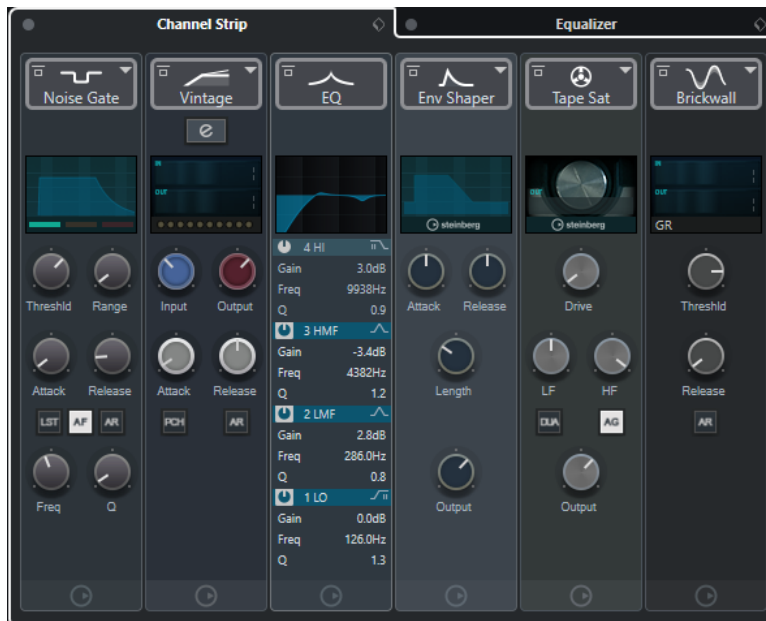 Channel Strip Equalizer
Noise Gate Vintage EQ Env Shaper Tape Sat Brickwall
e
IN IN
OUT OUT OUT
steinberg steinberg GR
4 HI
Gain 3.0dB
Freq 9938Hz
Q 0.9
3 HMF
Gain -3.4dB
Freq 4382Hz
Q 1.2
2 LMF
Gain 2.8dB
Freq 286.0Hz
Q 0.8
1 LO
Gain 0.0dB
Freq 126.0Hz
Q 1.3
Threshld Range Input Output Attack Release Drive Threshld
Attack Release Attack Release Length LF HF Release
LST AF AR PCH AR DUA AG AR
Freq Q Output Output